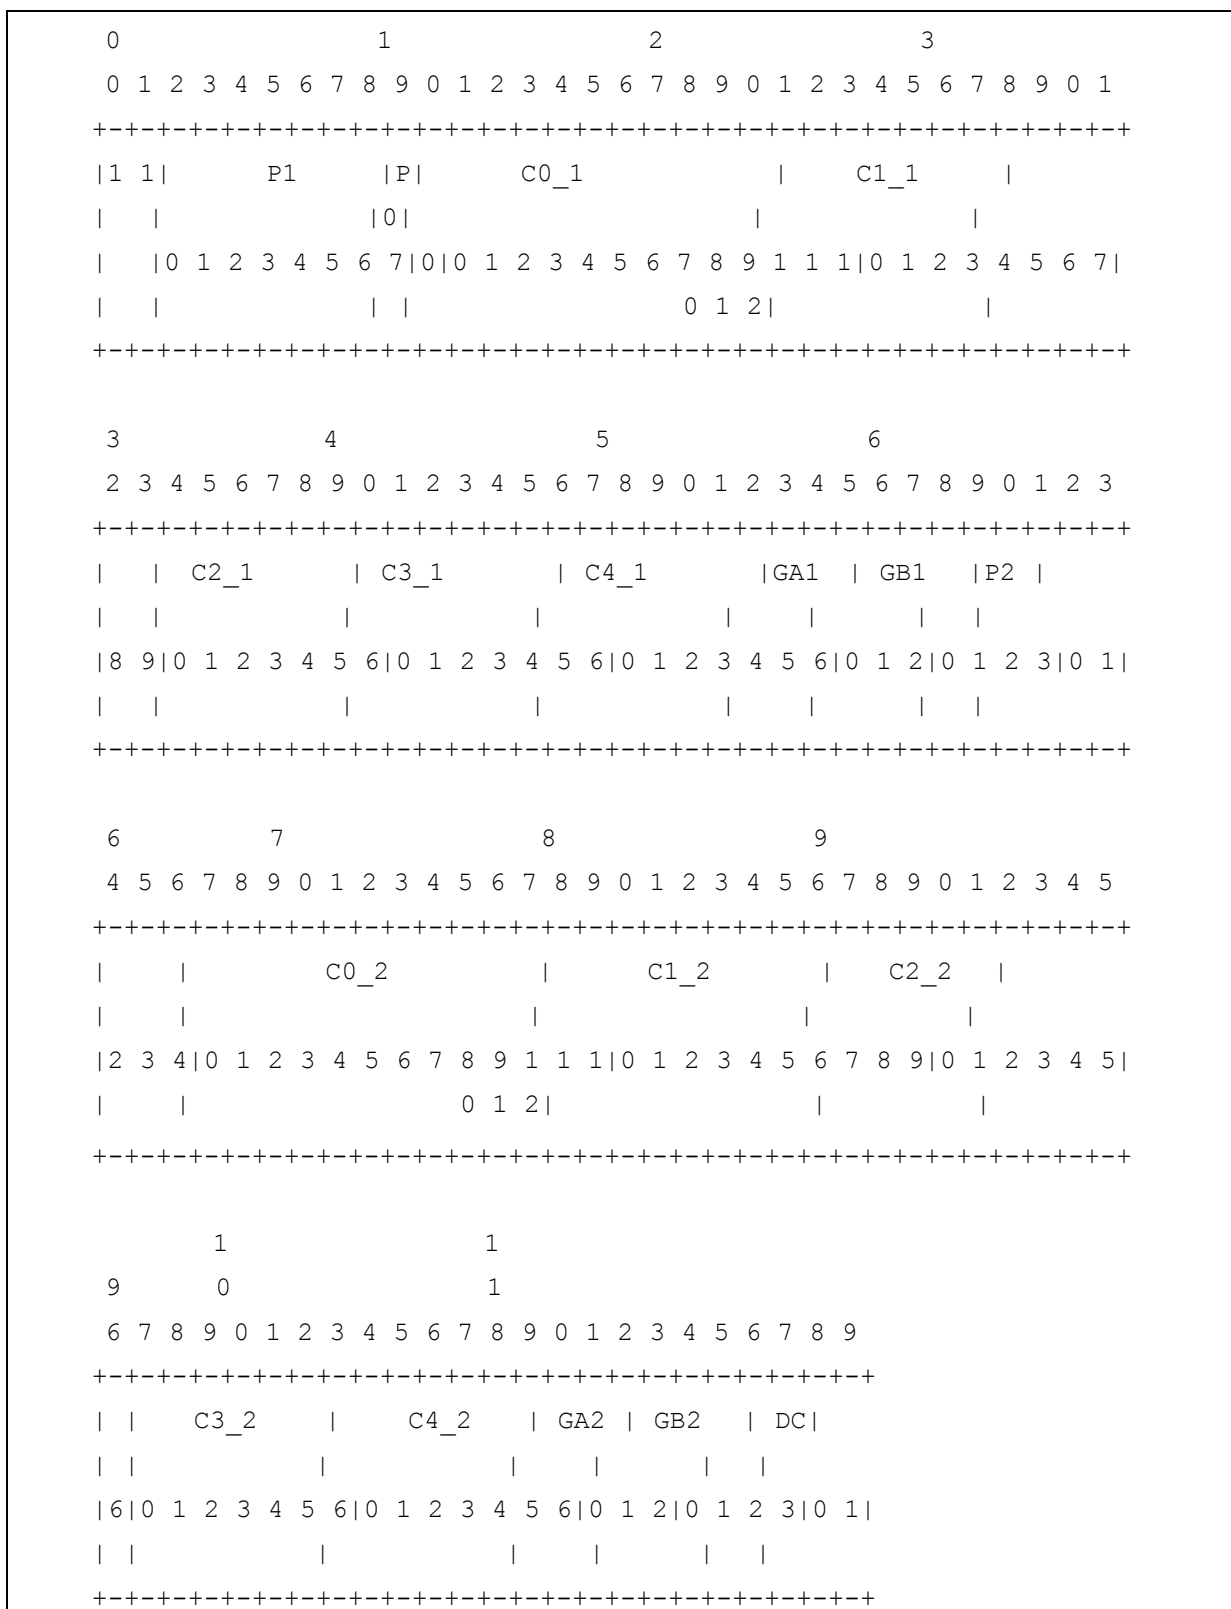 0 1 2 3
0 1 2 3 4 5 6 7 8 9 0 1 2 3 4 5 6 7 8 9 0 1 2 3 4 5 6 7 8 9 0 1
+-+-+-+-+-+-+-+-+-+-+-+-+-+-+-+-+-+-+-+-+-+-+-+-+-+-+-+-+-+-+-+-+
|1 1| P1 |P| C0_1 | C1_1 |
| | |0| | |
| |0 1 2 3 4 5 6 7|0|0 1 2 3 4 5 6 7 8 9 1 1 1|0 1 2 3 4 5 6 7|
| | | | 0 1 2| |
+-+-+-+-+-+-+-+-+-+-+-+-+-+-+-+-+-+-+-+-+-+-+-+-+-+-+-+-+-+-+-+-+
3 4 5 6
2 3 4 5 6 7 8 9 0 1 2 3 4 5 6 7 8 9 0 1 2 3 4 5 6 7 8 9 0 1 2 3
+-+-+-+-+-+-+-+-+-+-+-+-+-+-+-+-+-+-+-+-+-+-+-+-+-+-+-+-+-+-+-+-+
| | C2_1 | C3_1 | C4_1 |GA1 | GB1 |P2 |
| | | | | | | |
|8 9|0 1 2 3 4 5 6|0 1 2 3 4 5 6|0 1 2 3 4 5 6|0 1 2|0 1 2 3|0 1|
| | | | | | | |
+-+-+-+-+-+-+-+-+-+-+-+-+-+-+-+-+-+-+-+-+-+-+-+-+-+-+-+-+-+-+-+-+
6 7 8 9
4 5 6 7 8 9 0 1 2 3 4 5 6 7 8 9 0 1 2 3 4 5 6 7 8 9 0 1 2 3 4 5
+-+-+-+-+-+-+-+-+-+-+-+-+-+-+-+-+-+-+-+-+-+-+-+-+-+-+-+-+-+-+-+-+
| | C0_2 | C1_2 | C2_2 |
| | | | |
|2 3 4|0 1 2 3 4 5 6 7 8 9 1 1 1|0 1 2 3 4 5 6 7 8 9|0 1 2 3 4 5|
| | 0 1 2| | |
+-+-+-+-+-+-+-+-+-+-+-+-+-+-+-+-+-+-+-+-+-+-+-+-+-+-+-+-+-+-+-+-+
1 1
9 0 1
6 7 8 9 0 1 2 3 4 5 6 7 8 9 0 1 2 3 4 5 6 7 8 9
+-+-+-+-+-+-+-+-+-+-+-+-+-+-+-+-+-+-+-+-+-+-+-+-+
| | C3_2 | C4_2 | GA2 | GB2 | DC|
| | | | | | |
|6|0 1 2 3 4 5 6|0 1 2 3 4 5 6|0 1 2|0 1 2 3|0 1|
| | | | | | |
+-+-+-+-+-+-+-+-+-+-+-+-+-+-+-+-+-+-+-+-+-+-+-+-+